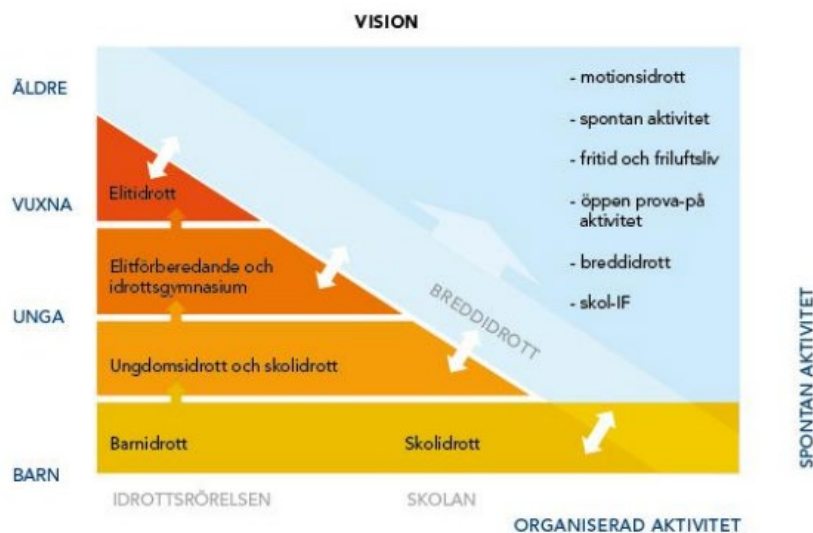 VISION
ÄLDRE
VUXNA
UNGA
BARN
Elitidrott
Elitförberedande och
idrottsgymnasium
Ungdomsidrott och skolidrott
Barnidrott
Skolidrott
BREDDIDROTT
- motionsidrott
- spontan aktivitet
- fritid och friluftsliv
- öppen prova-på
aktivitet
- breddidrott
- skol-IF
SPONTAN AKTIVITET
IDROTTSRÖRELSEN
SKOLAN
ORGANISERAD AKTIVITET